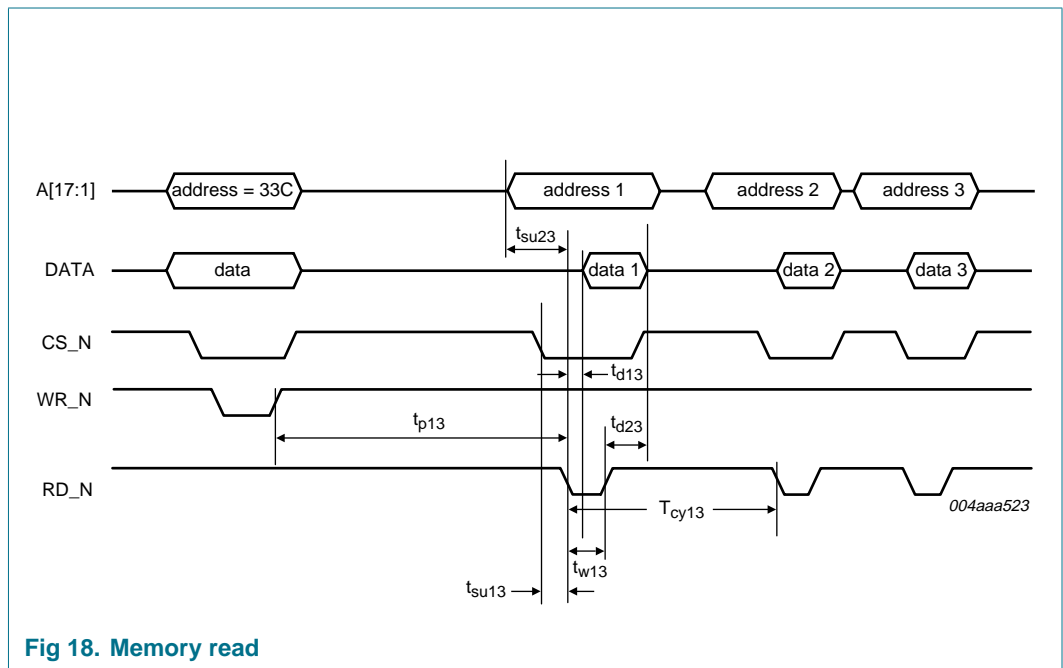 A[17:1] address = 33C address 1 address 2 address 3
tsu23
DATA data data 1 data 2 data 3
CS_N
td13
WR_N
tp13 td23
RD_N
Tcy13 004aaa523
tw13
tsu13
Fig 18. Memory read